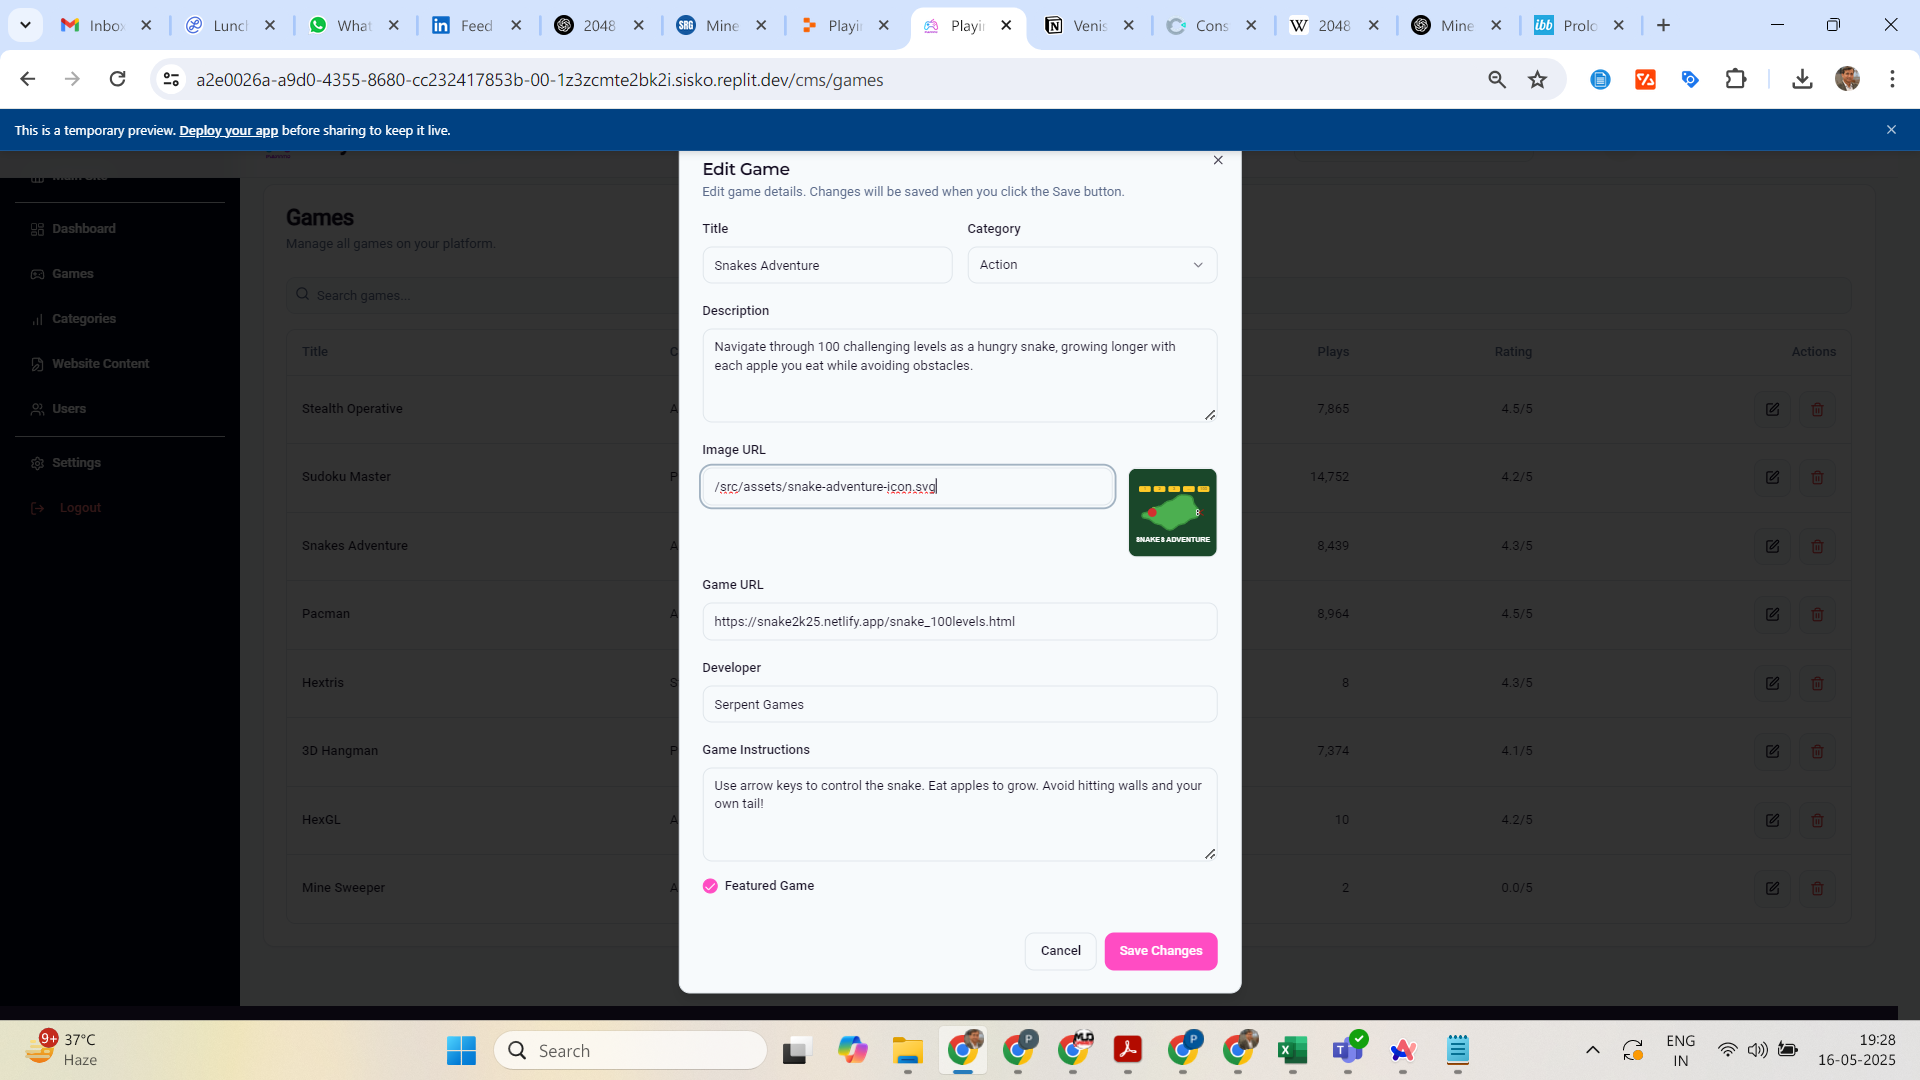 Inbox
Lunch
What
Feed
2048
SRG
Mine
Playi
Playi
Venis
Cons
W
2048
Mine
ibb
Prolo
a2e0026a-a9d0-4355-8680-cc232417853b-00-1z3zcmte2bk2i.sisko.replit.dev/cms/games
This is a temporary preview. Deploy your app before sharing to keep it live.
Main Site
Dashboard
Games
Categories
Website Content
Users
Settings
Logout
Games
Manage all games on your platform.
Search games...
Title
Plays
Rating
Actions
Stealth Operative
A
7,865
4.5/5
Sudoku Master
P
14,752
4.2/5
Snakes Adventure
A
8,439
4.3/5
Pacman
A
8,964
4.5/5
Hextris
S
8
4.3/5
3D Hangman
P
7,374
4.1/5
HexGL
A
10
4.2/5
Mine Sweeper
A
2
0.0/5
Edit Game
Edit game details. Changes will be saved when you click the Save button.
Title
Category
Snakes Adventure
Action
Description
Navigate through 100 challenging levels as a hungry snake, growing longer with
each apple you eat while avoiding obstacles.
Image URL
/src/assets/snake-adventure-icon.svg
SNAKES ADVENTURE
Game URL
https://snake2k25.netlify.app/snake_100levels.html
Developer
Serpent Games
Game Instructions
Use arrow keys to control the snake. Eat apples to grow. Avoid hitting walls and your
own tail!
Featured Game
Cancel
Save Changes
9+
37°C
Haze
Search
P
P
ENG
IN
19:28
16-05-2025